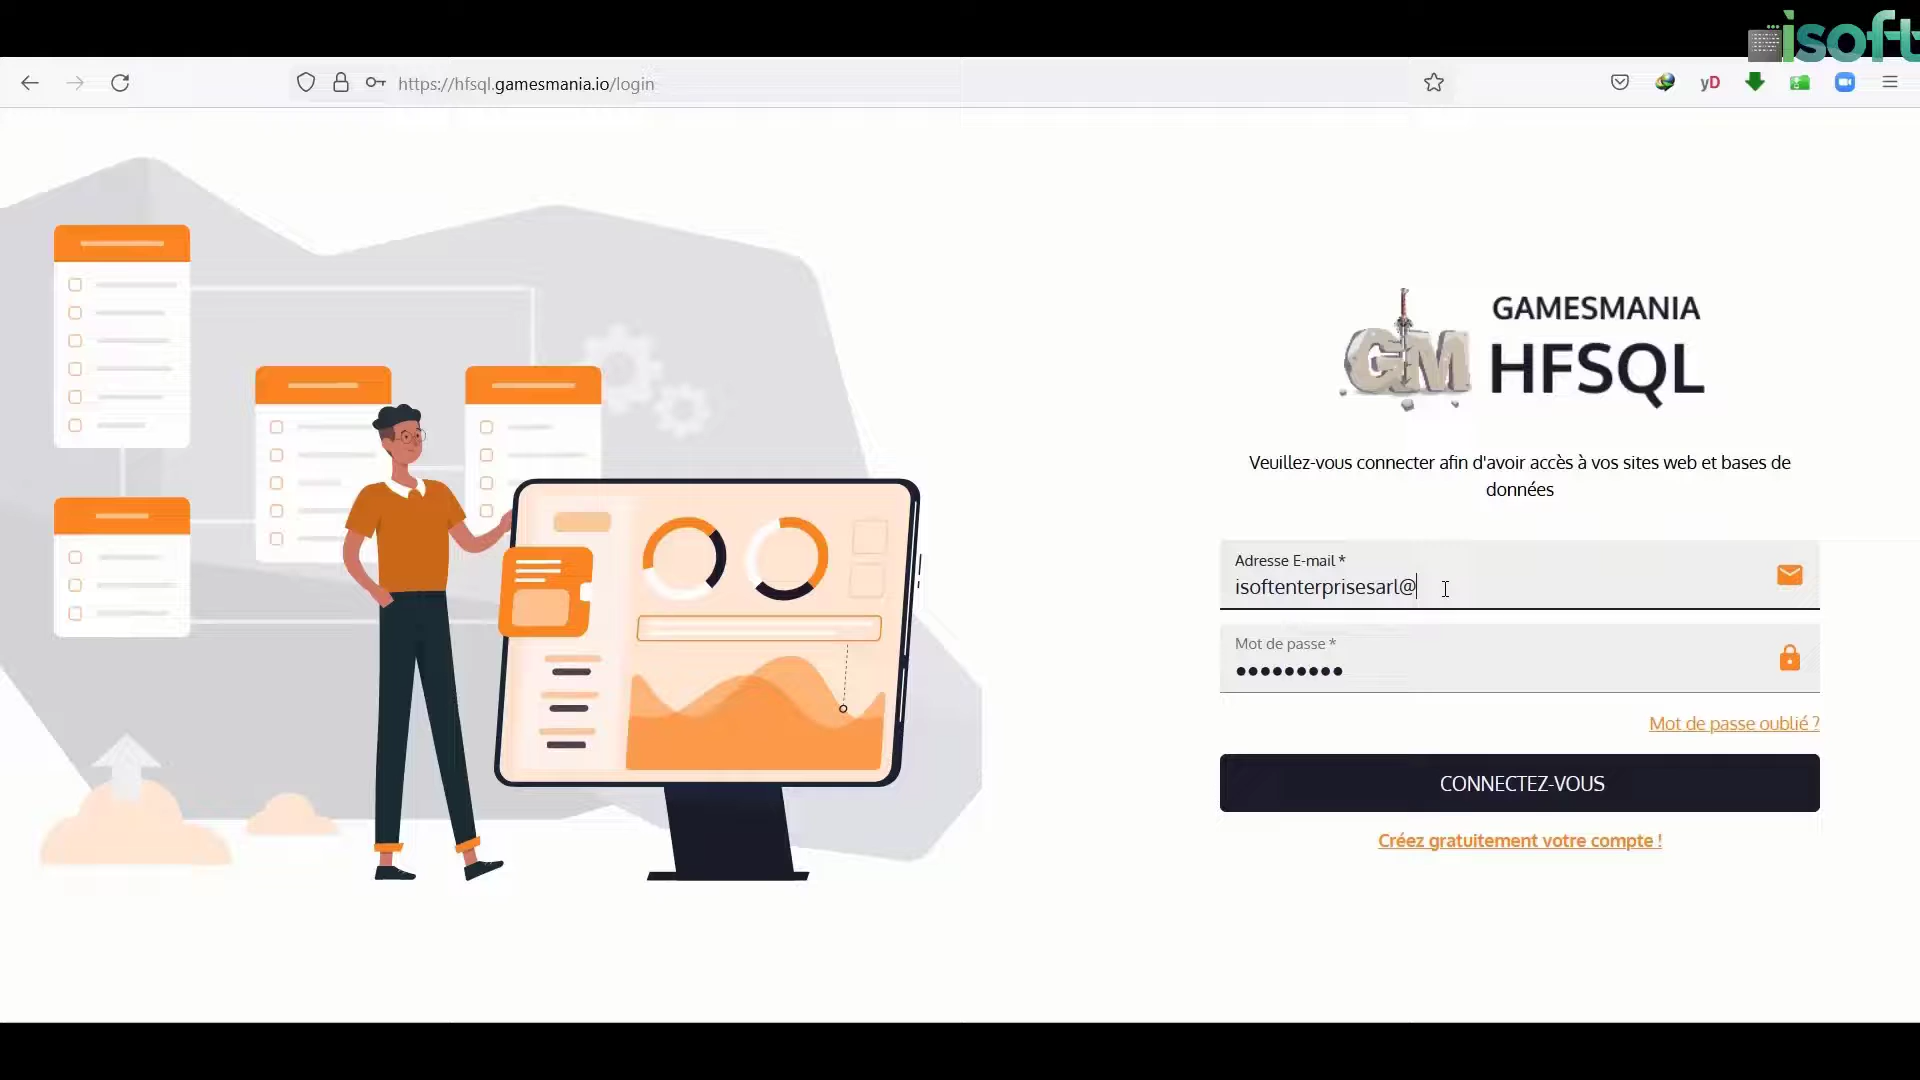 isoft
https://hfsql.gamesmania.io/login
yD
GM
GAMESMANIA
HFSQL
Veuillez-vous connecter afin d'avoir accès à vos sites web et bases de
données
Adresse E-mail *
isoftenterprisesarl@
Mot de passe *
Mot de passe oublié ?
CONNECTEZ-VOUS
Créez gratuitement votre compte !